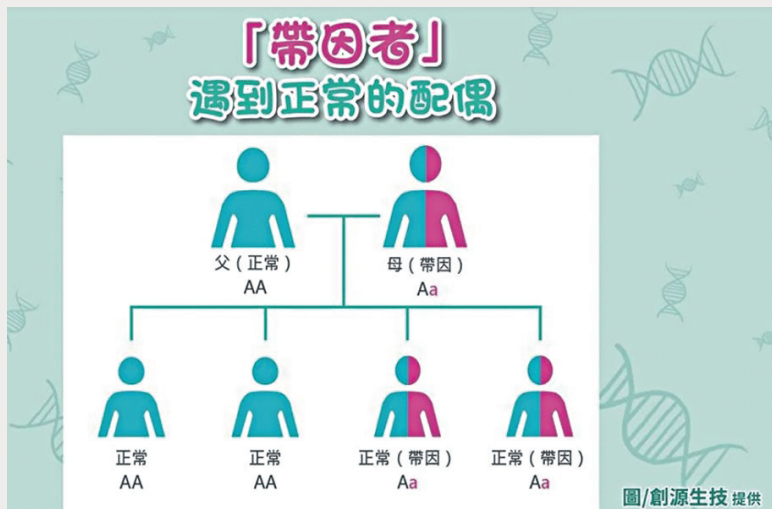 「帶因者」
遇到正常的配偶
父（正常） 母（帶因）
AA Aa
正常 正常 正常（帶因） 正常（帶因）
AA AA Aa Aa
圖/創源生技 提供